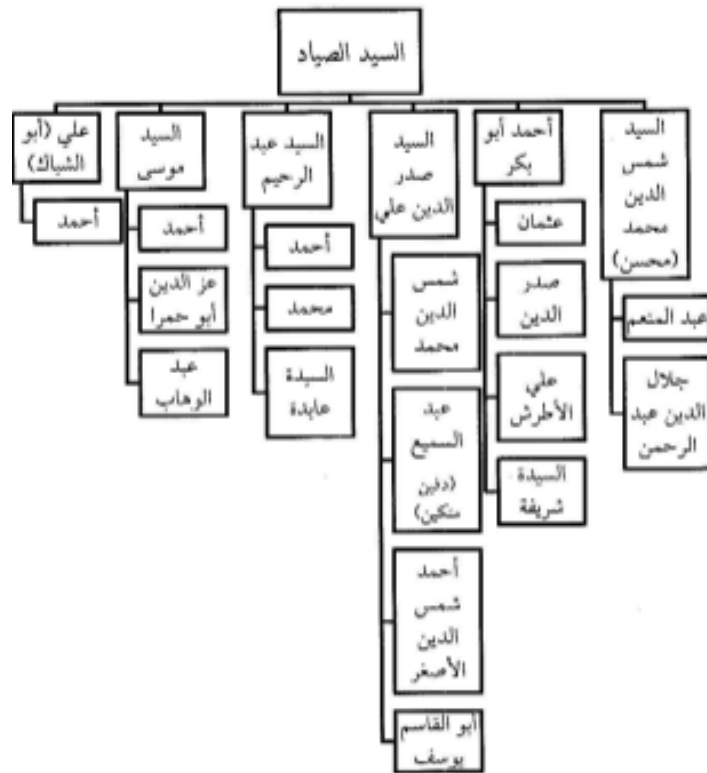 السيد الصياد
السيد
شمس
الدين
محمد
(محسن)
عبد المنعم
جلال
الدين عبد
الرحمن
أحمد أبو
بكر
عثمان
صدر
الدين
علي
الأطرش
السيدة
شريفة
السيد
صدر
الدين علي
شمس
الدين
محمد
عبد
السميع
(دفين
متكين)
أحمد
شمس
الدين
الأصغر
أبو القاسم
يوسف
السيد عبد
الرحيم
أحمد
محمد
السيدة
عابدة
السيد
موسى
أحمد
عز الدين
أبو حمرا
عبد
الوهاب
علي (أبو
الشباك)
أحمد